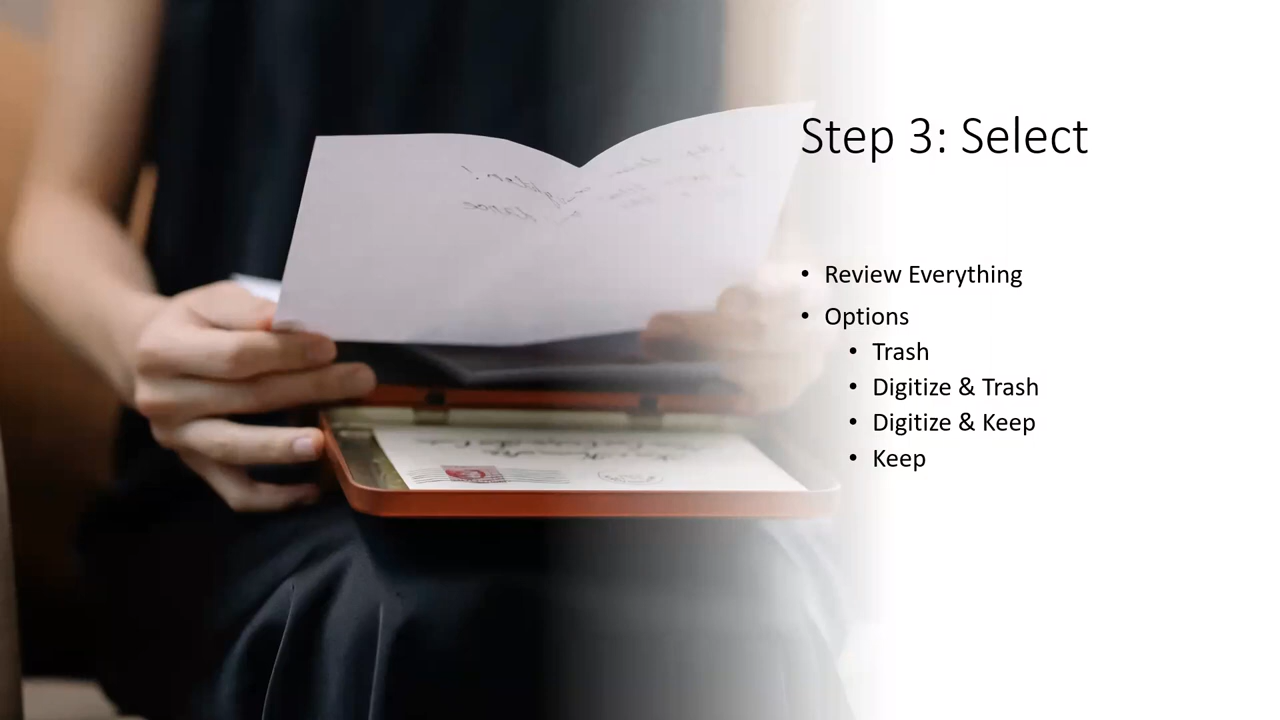 Step 3: Select
• Review Everything
• Options
• Trash
• Digitize & Trash
• Digitize & Keep
• Keep